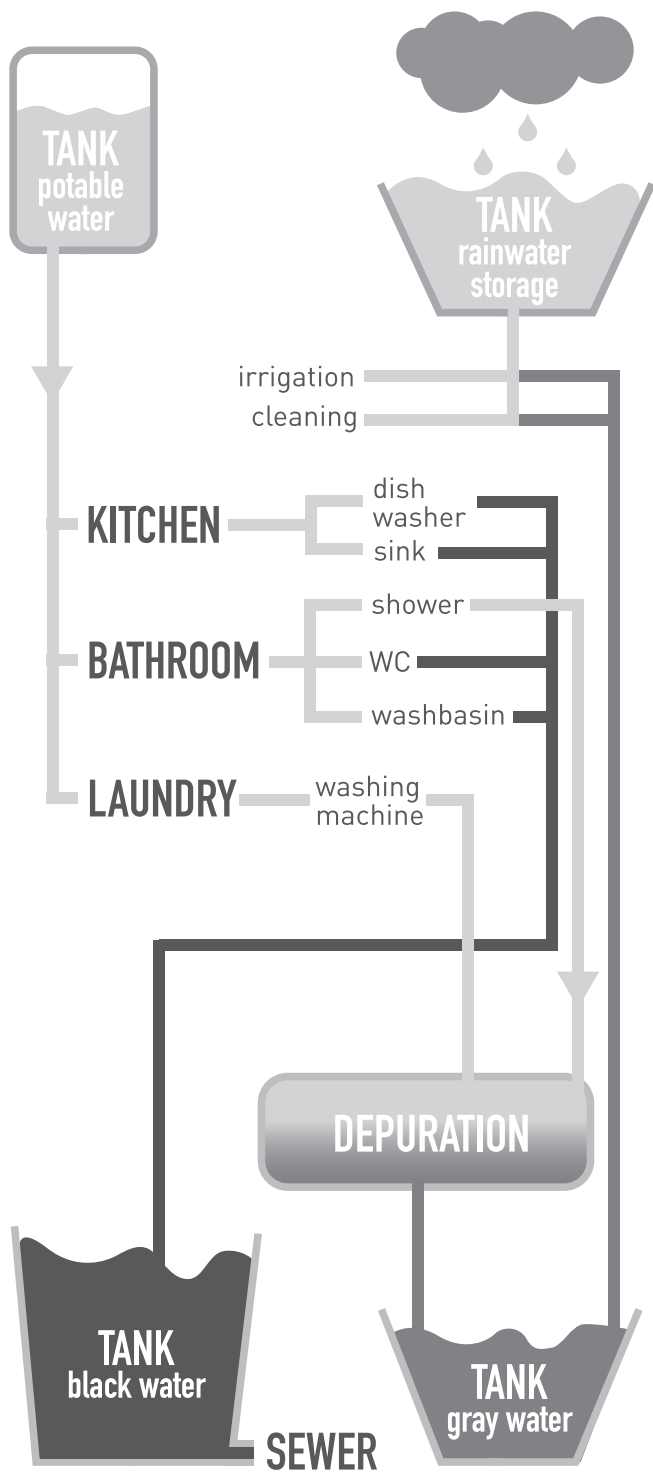 TANK
potable
water
TANK
rainwater
storage
irrigation
cleaning
KITCHEN
dish
washer
sink
BATHROOM
shower
WC
washbasin
LAUNDRY
washing
machine
DEPURATION
TANK
black water
SEWER
TANK
gray water